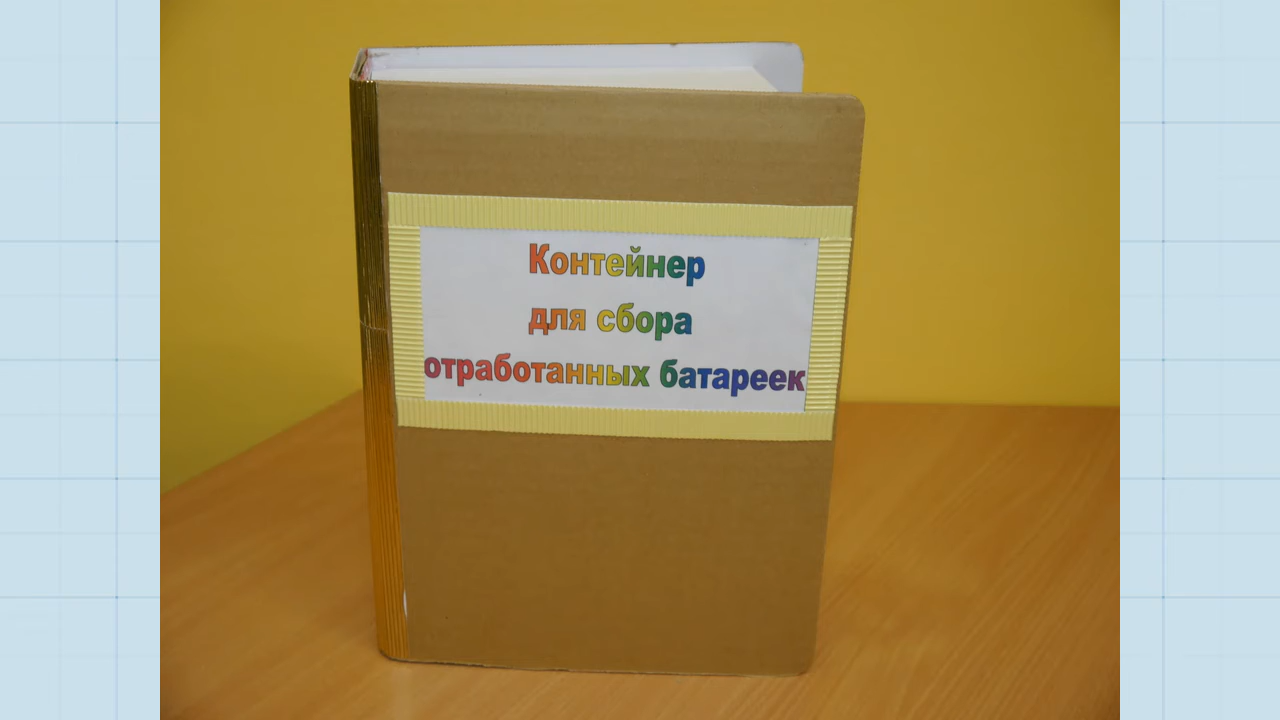 Контейнер
для сбора
отработанных батареек